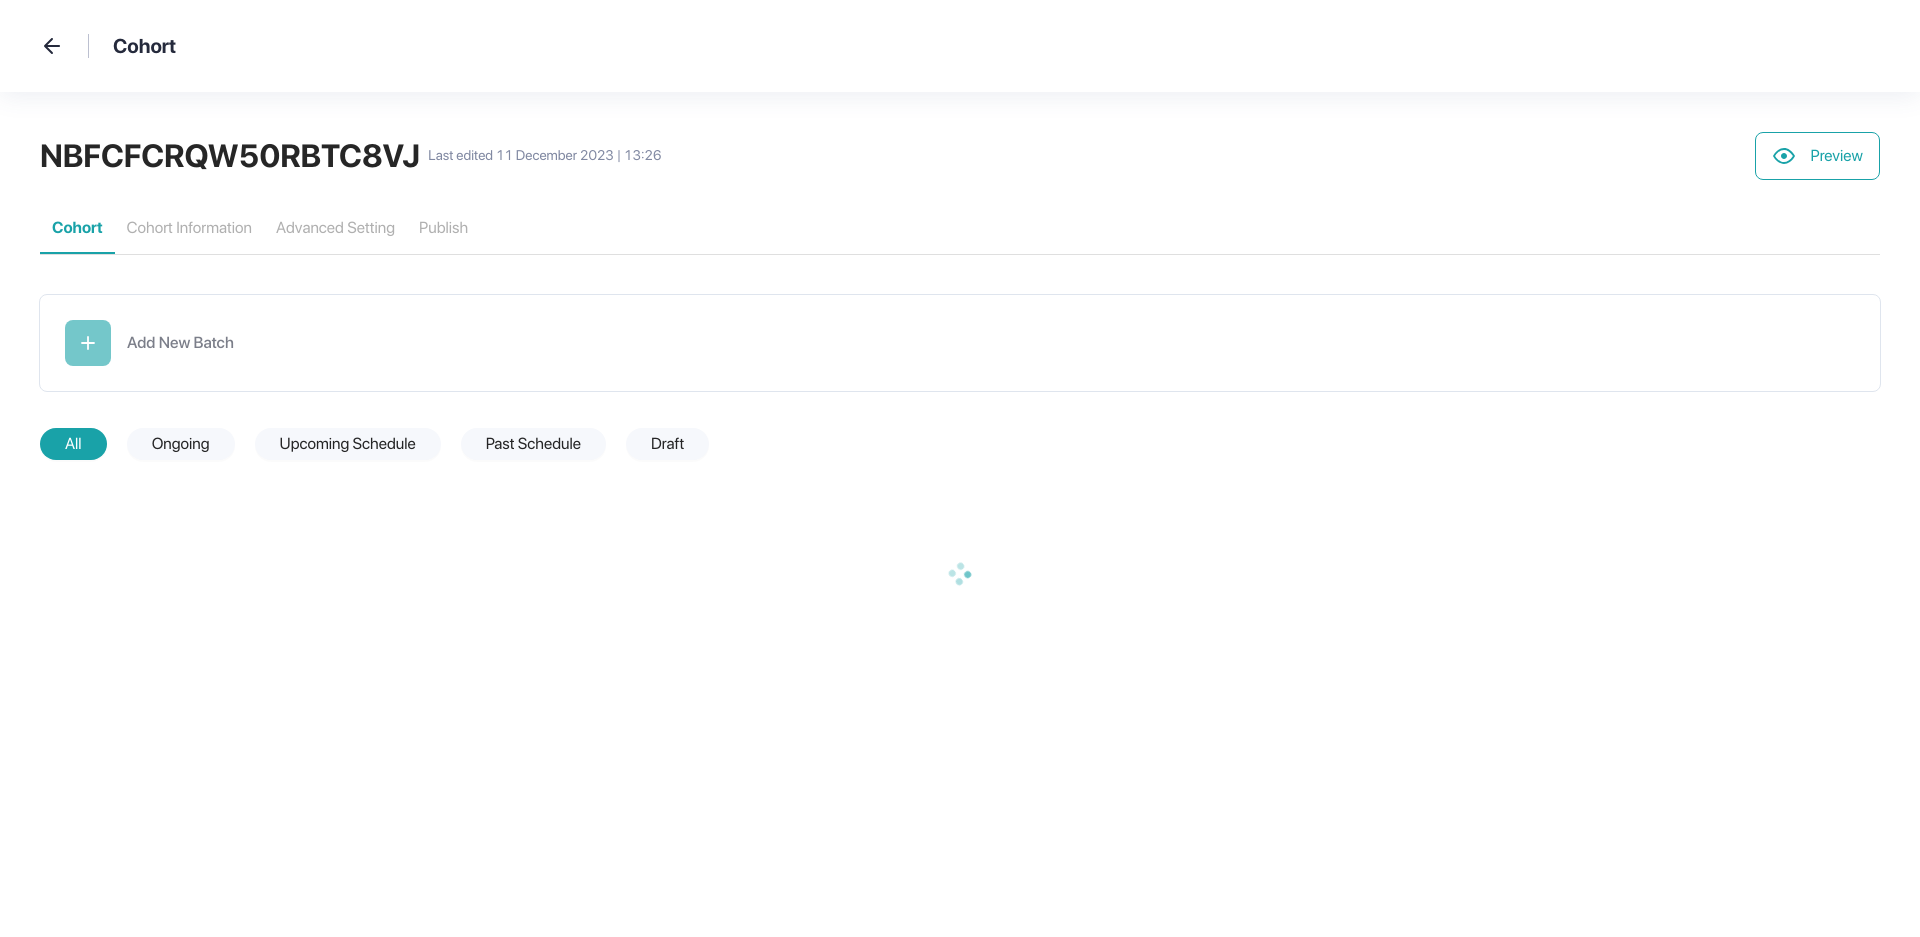 Cohort
NBFCFCRQW50RBTC8VJ Last edited 11 December 2023 | 13:26
Preview
Cohort Cohort Information Advanced Setting Publish
Add New Batch
All Ongoing Upcoming Schedule Past Schedule Draft